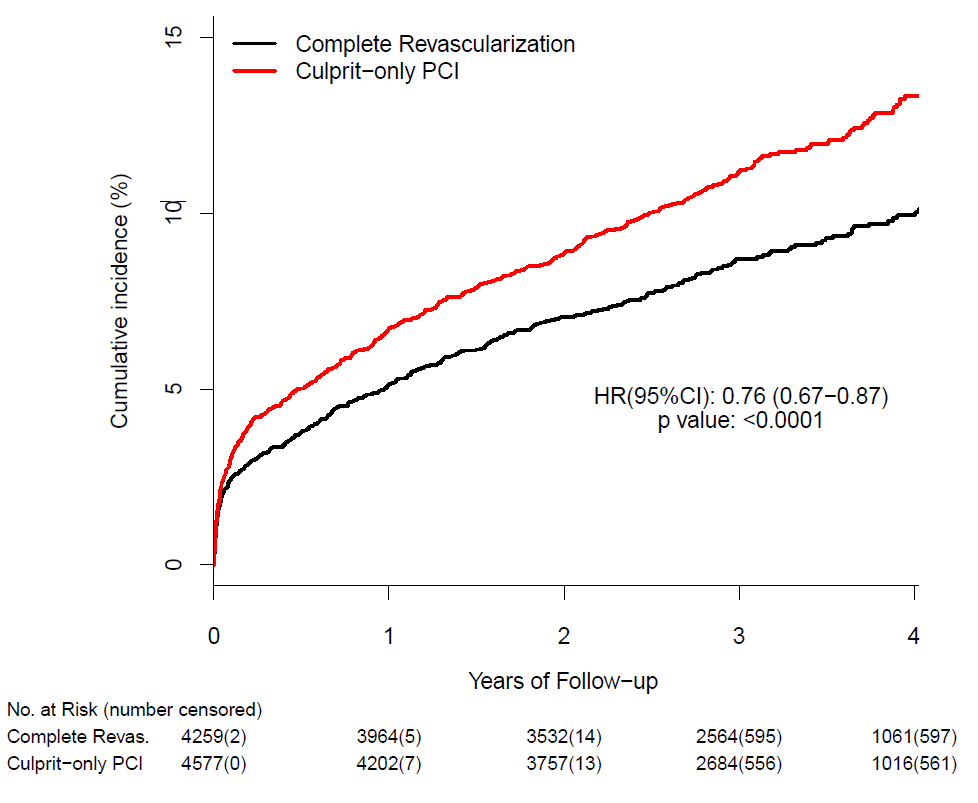 Complete Revascularization
Culprit−only PCI
15
10
5
0
Cumulative incidence (%)
HR(95%CI): 0.76 (0.67−0.87)
p value: <0.0001
0 1 2 3 4
Years of Follow−up
No. at Risk (number censored)
Complete Revas. 4259(2) 3964(5) 3532(14) 2564(595) 1061(597)
Culprit−only PCI 4577(0) 4202(7) 3757(13) 2684(556) 1016(561)